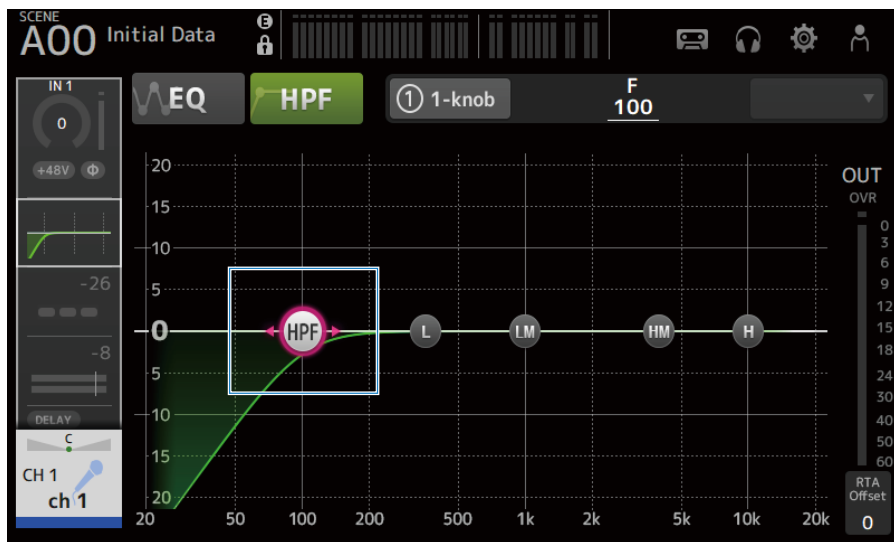 SCENE
A00 Initial Data
E
IN 1
0
+48V Φ
-26
-8
DELAY
C
CH 1
ch 1
EQ
HPF
1 1-knob
F
100
20
15
10
5
0
5
10
15
20
HPF
L
LM
HM
H
20 50 100 200 500 1k 2k 5k 10k 20k
OUT
OVR
0
3
6
9
12
15
18
24
30
40
50
60
RTA
Offset
0